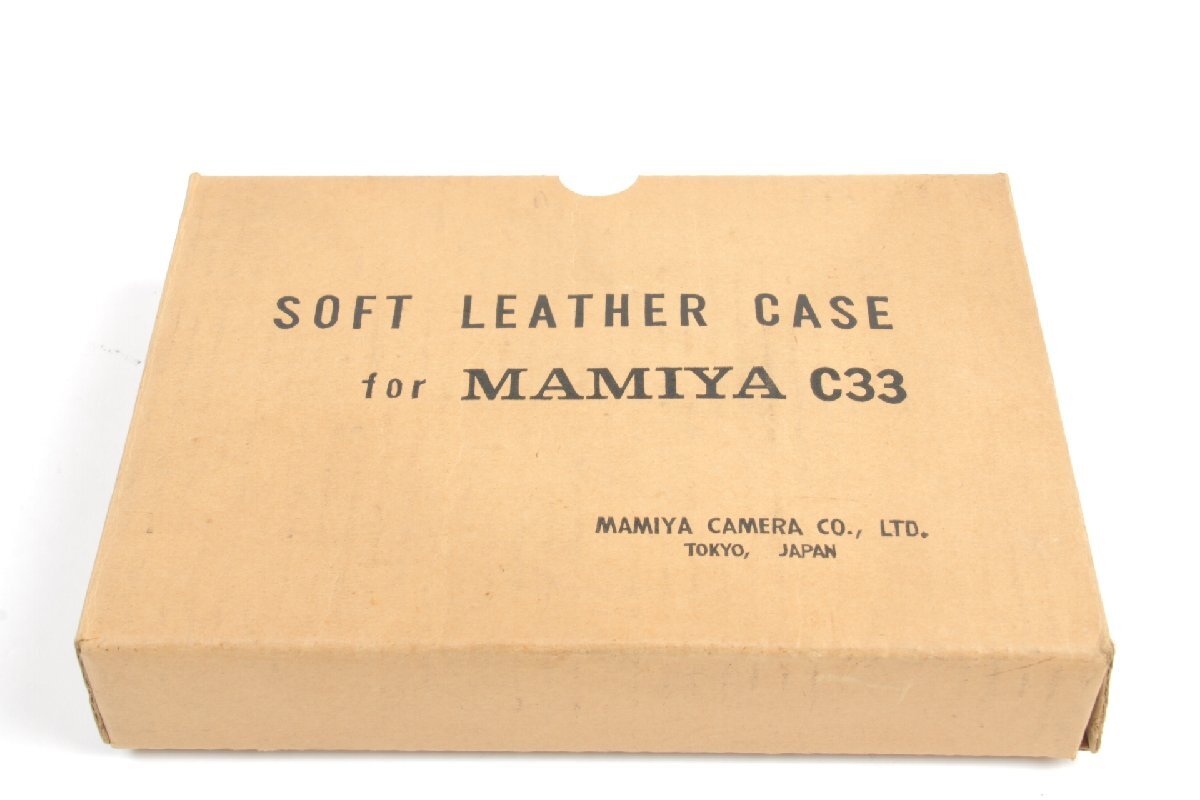 SOFT LEATHER CASE
for MAMIYA C33
MAMIYA CAMERA CO., LTD.
TOKYO, JAPAN